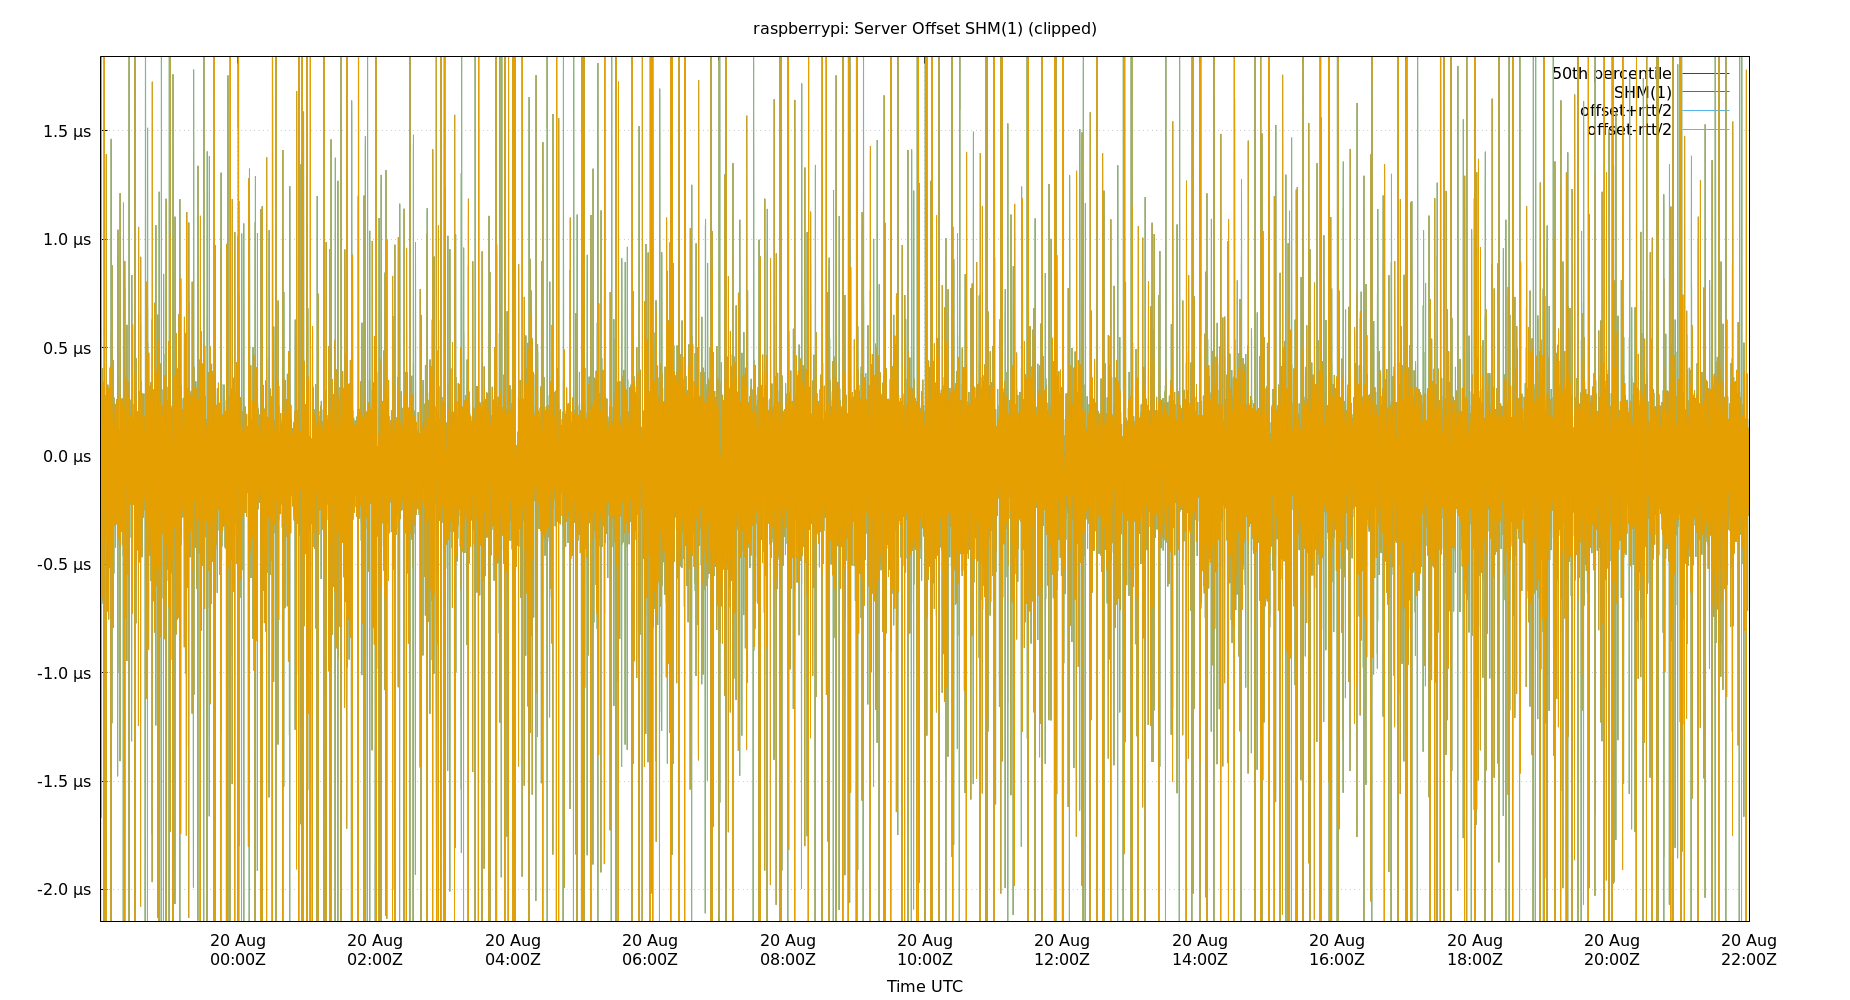 raspberrypi: Server Offset SHM(1) (clipped)
50th percentile
SHM(1)
offset+rtt/2
offset-rtt/2
1.5 µs
1.0 µs
0.5 µs
0.0 µs
-0.5 µs
-1.0 µs
-1.5 µs
-2.0 µs
20 Aug 20 Aug 20 Aug 20 Aug 20 Aug 20 Aug 20 Aug 20 Aug 20 Aug 20 Aug 20 Aug 20 Aug
00:00Z 02:00Z 04:00Z 06:00Z 08:00Z 10:00Z 12:00Z 14:00Z 16:00Z 18:00Z 20:00Z 22:00Z
Time UTC